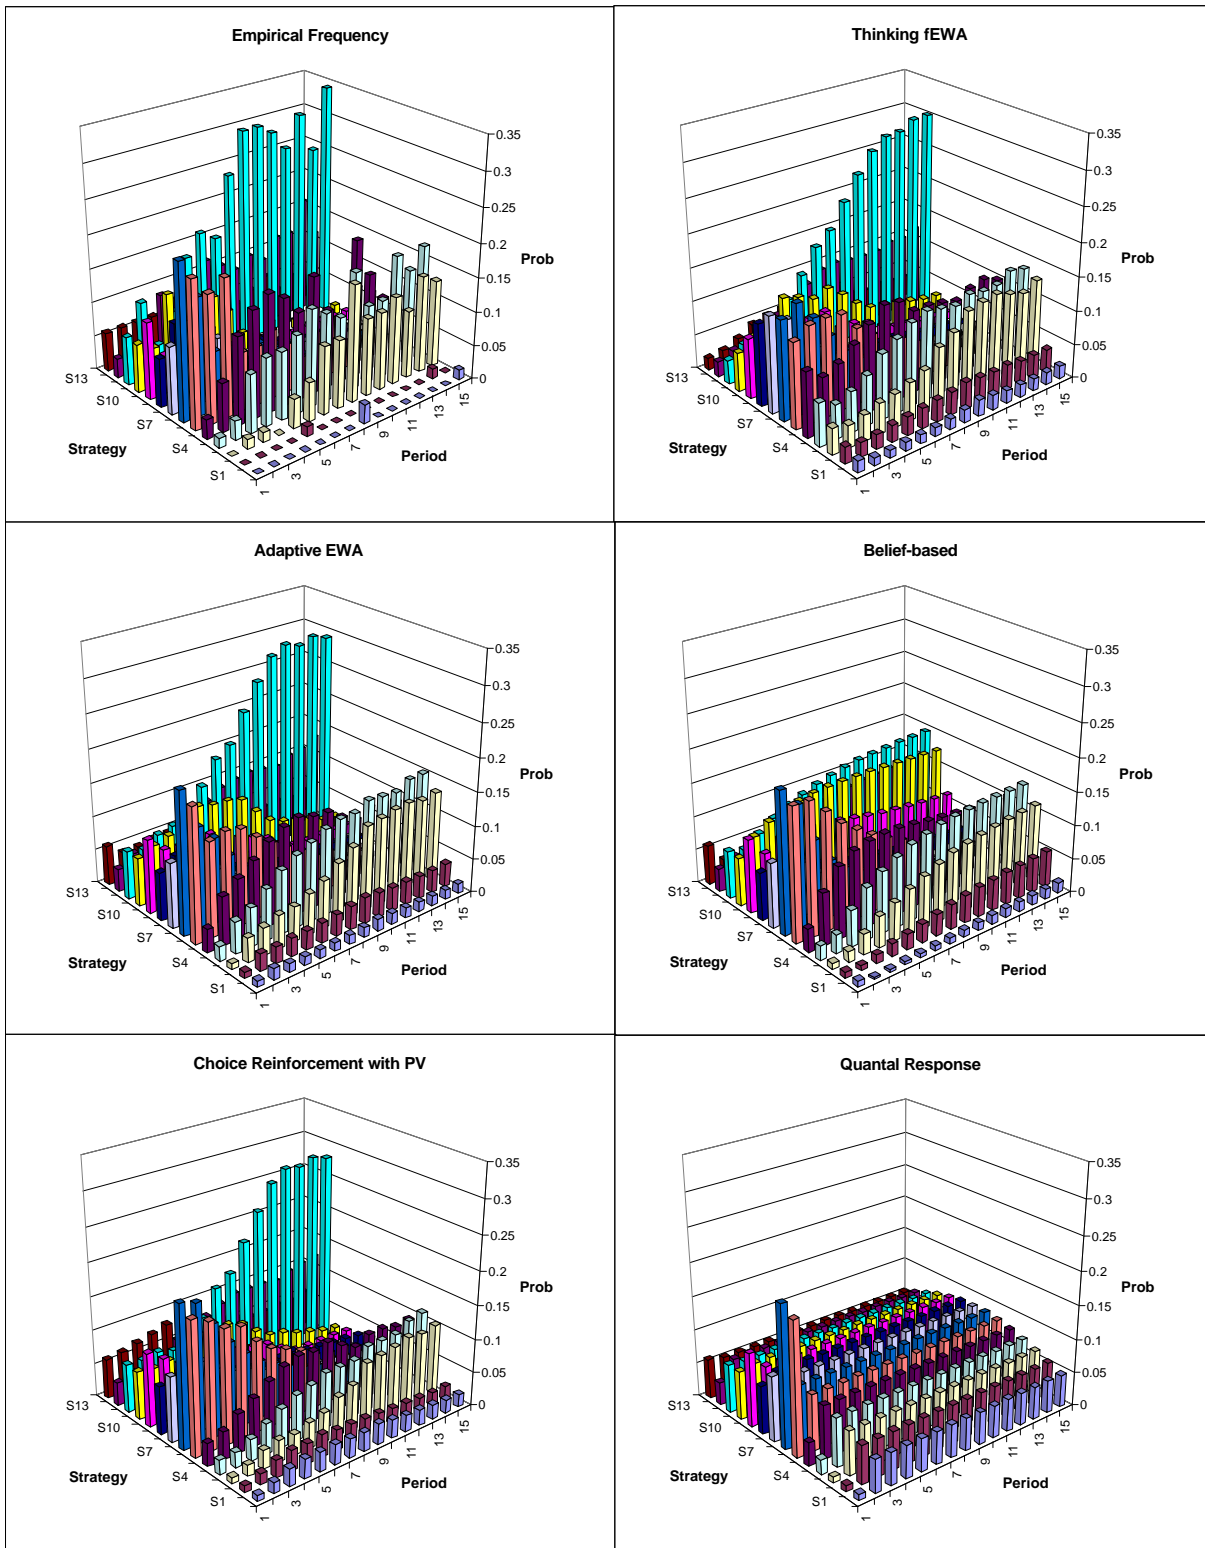 Empirical Frequency
0.35
0.3
0.25
0.2
0.15
0.1
0.05
0
Prob
S13
S10
S7
S4
S1
Strategy
1
3
5
7
9
11
13
15
Period
Thinking fEWA
0.35
0.3
0.25
0.2
0.15
0.1
0.05
0
Prob
S13
S10
S7
S4
S1
Strategy
1
3
5
7
9
11
13
15
Period
Adaptive EWA
0.35
0.3
0.25
0.2
0.15
0.1
0.05
0
Prob
S13
S10
S7
S4
S1
Strategy
1
3
5
7
9
11
13
15
Period
Belief-based
0.35
0.3
0.25
0.2
0.15
0.1
0.05
0
Prob
S13
S10
S7
S4
S1
Strategy
1
3
5
7
9
11
13
15
Period
Choice Reinforcement with PV
0.35
0.3
0.25
0.2
0.15
0.1
0.05
0
Prob
S13
S10
S7
S4
S1
Strategy
1
3
5
7
9
11
13
15
Period
Quantal Response
0.35
0.3
0.25
0.2
0.15
0.1
0.05
0
Prob
S13
S10
S7
S4
S1
Strategy
1
3
5
7
9
11
13
15
Period